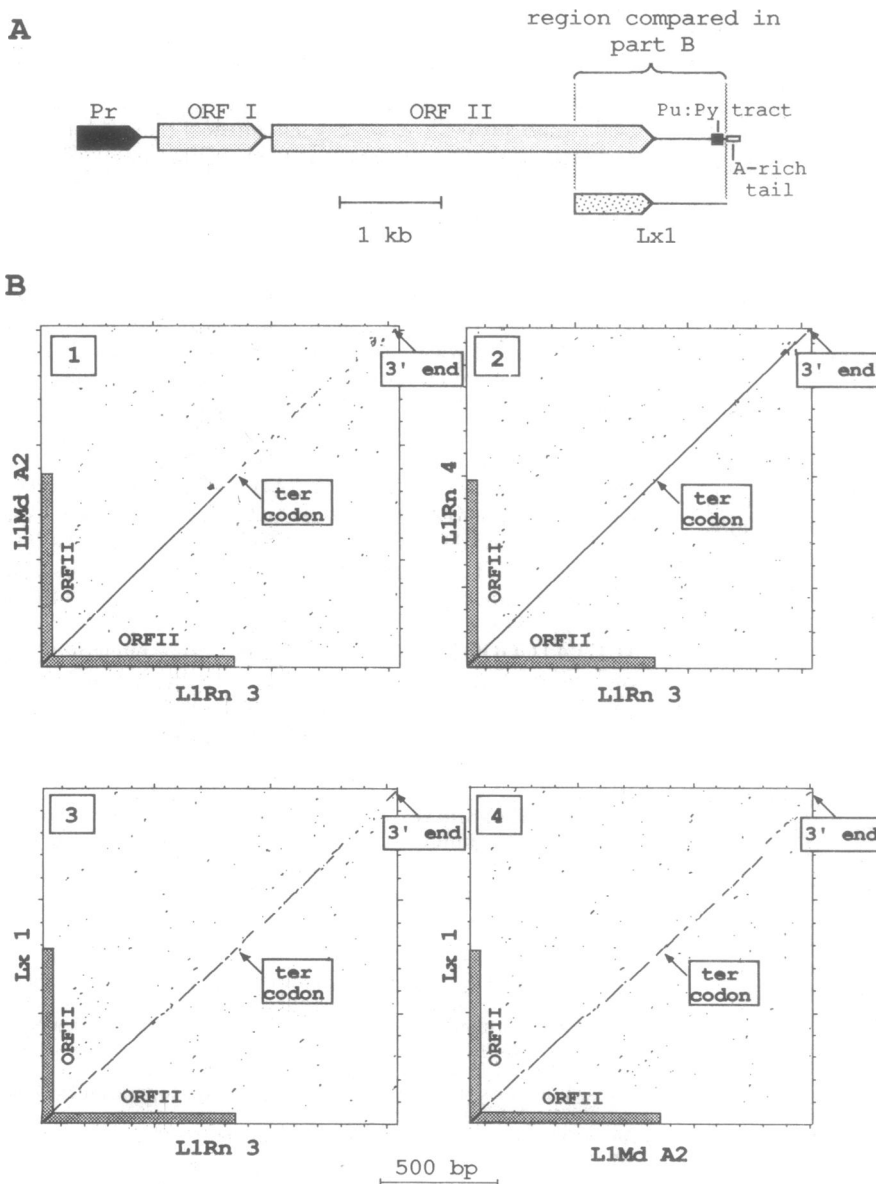 A
region compared in
part B
Pr
ORF I
ORF II
Pu:Py tract
A-rich
tail
1 kb
Lx1
B
1
3' end
ter
codon
L1Md A2
ORFII
ORFII
L1Rn 3
2
3' end
ter
codon
L1Rn 4
ORFII
ORFII
L1Rn 3
3
3' end
ter
codon
Lx 1
ORFII
ORFII
L1Rn 3
4
3' end
ter
codon
Lx 1
ORFII
ORFII
L1Md A2
500 bp